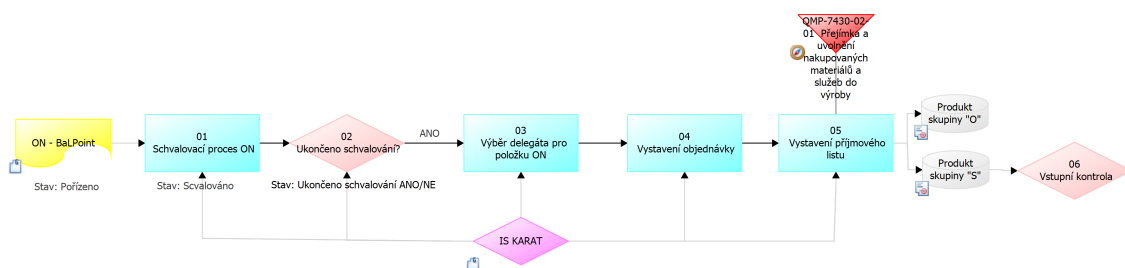 QMP-7430-02-
01  Přejímka a
uvolnění
nakupovaných
materiálů a
služeb do
výroby
ON - BaLPoint
Stav: Pořízeno
01
Schvalovací proces ON
Stav: Scvalováno
02
Ukončeno schvalování?
Stav: Ukončeno schvalování ANO/NE
ANO
03
Výběr delegáta pro
položku ON
04
Vystavení objednávky
05
Vystavení příjmového
listu
Produkt
skupiny "O"
Produkt
skupiny "S"
06
Vstupní kontrola
IS KARAT